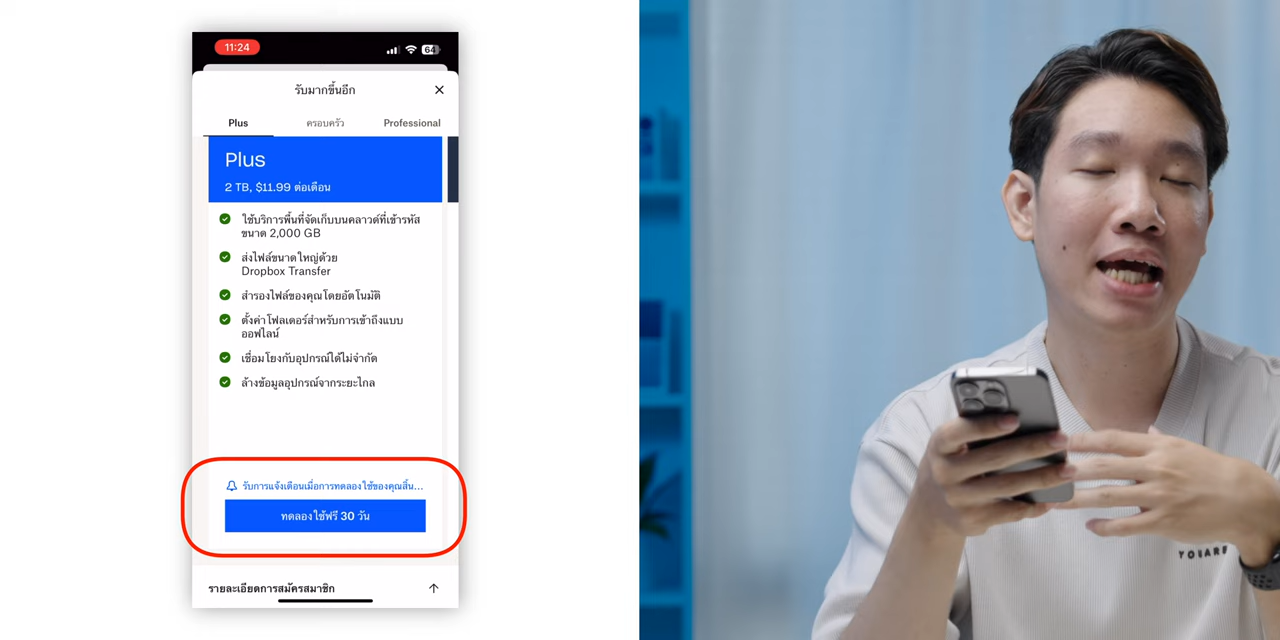 11:24
64
รับมากขึ้นอีก
Plus ครอบครัว Professional
Plus
2 TB, $11.99 ต่อเดือน
ใช้บริการพื้นที่จัดเก็บบนคลาวด์ที่เข้ารหัส
ขนาด 2,000 GB
ส่งไฟล์ขนาดใหญ่ด้วย
Dropbox Transfer
สำรองไฟล์ของคุณโดยอัตโนมัติ
ตั้งค่าโฟลเดอร์สำหรับการเข้าถึงแบบ
ออฟไลน์
เชื่อมโยงกับอุปกรณ์ได้ไม่จำกัด
ล้างข้อมูลอุปกรณ์จากระยะไกล
รับการแจ้งเตือนเมื่อการทดลองใช้ของคุณสิ้น...
ทดลองใช้ฟรี 30 วัน
รายละเอียดการสมัครสมาชิก
YOUARE